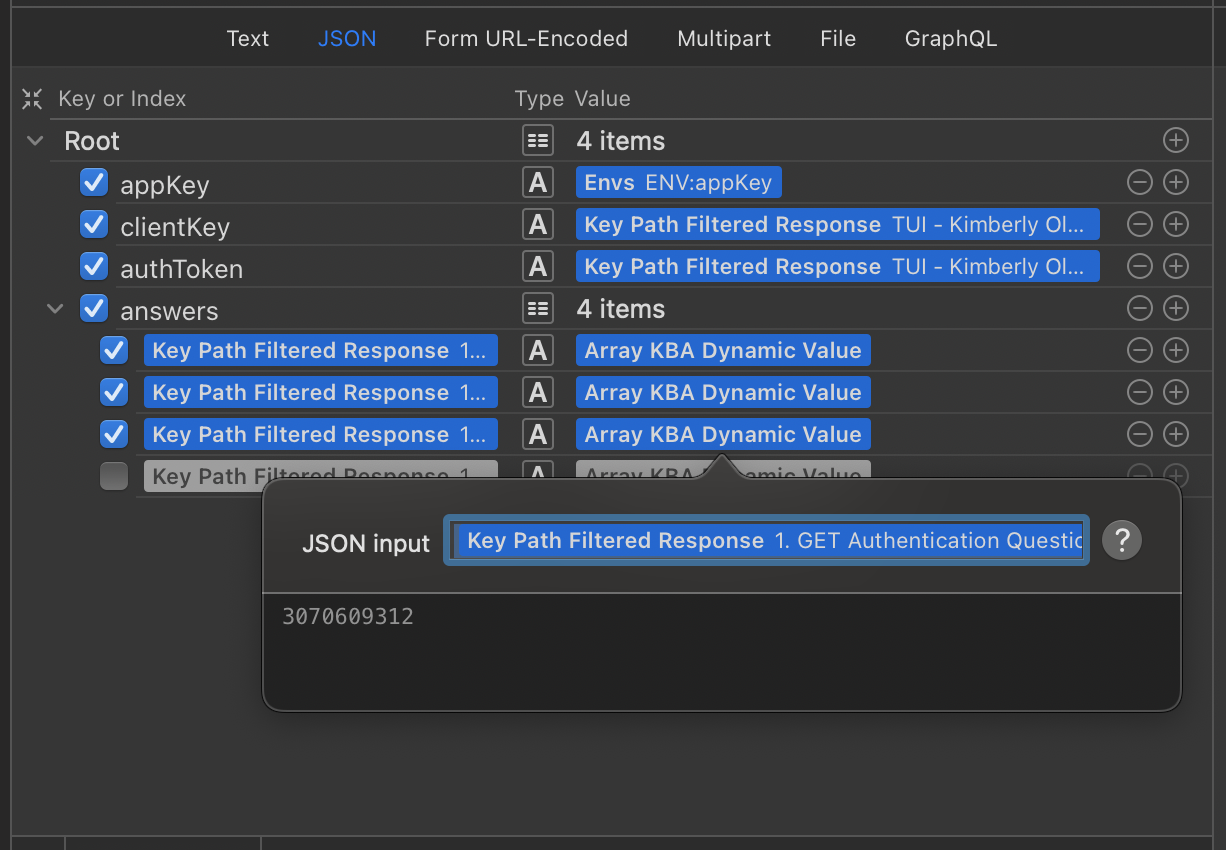 Text JSON Form URL-Encoded Multipart File GraphQL
Key or Index Type Value
Root 4 items
appKey A Envs ENV:appKey
clientKey A Key Path Filtered Response TUI - Kimberly Ol...
authToken A Key Path Filtered Response TUI - Kimberly Ol...
answers 4 items
Key Path Filtered Response 1... A Array KBA Dynamic Value
Key Path Filtered Response 1... A Array KBA Dynamic Value
Key Path Filtered Response 1... A Array KBA Dynamic Value
Key Path Filtered Response 1... A Array KBA Dynamic Value
JSON input Key Path Filtered Response 1. GET Authentication Questic ?
3070609312